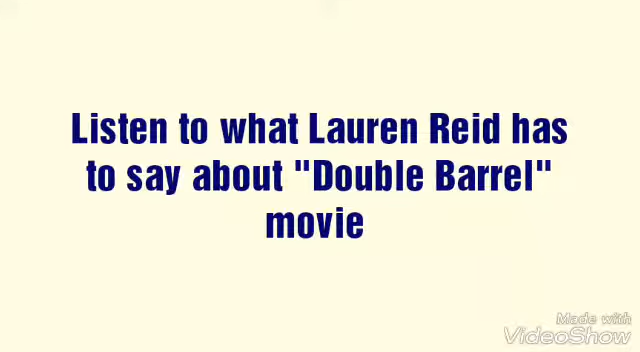 Listen to what Lauren Reid has
to say about "Double Barrel"
movie
Made with
VideoShow